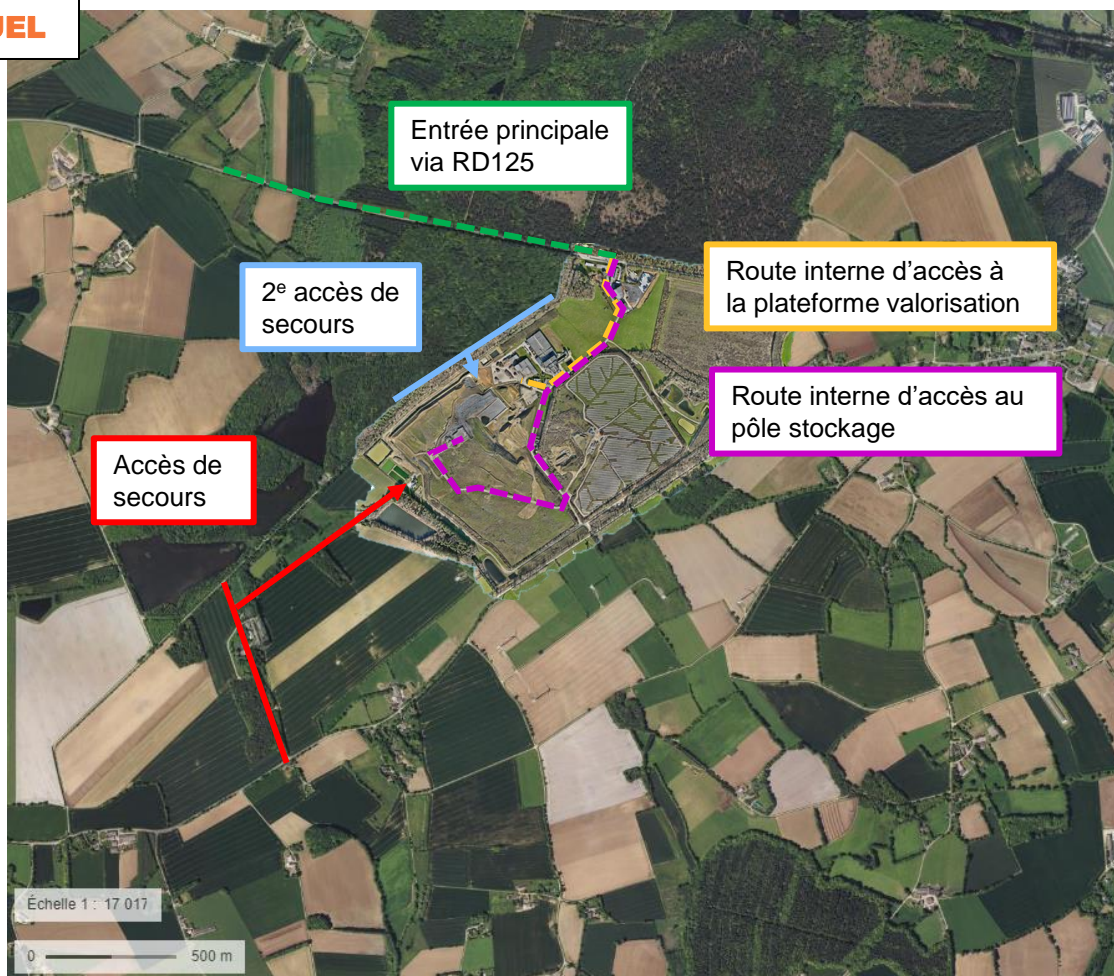 UEL
Entrée principale
via RD125
2e accès de
secours
Route interne d’accès à
la plateforme valorisation
Route interne d’accès au
pôle stockage
Accès de
secours
Échelle 1 : 17 017
0 500 m